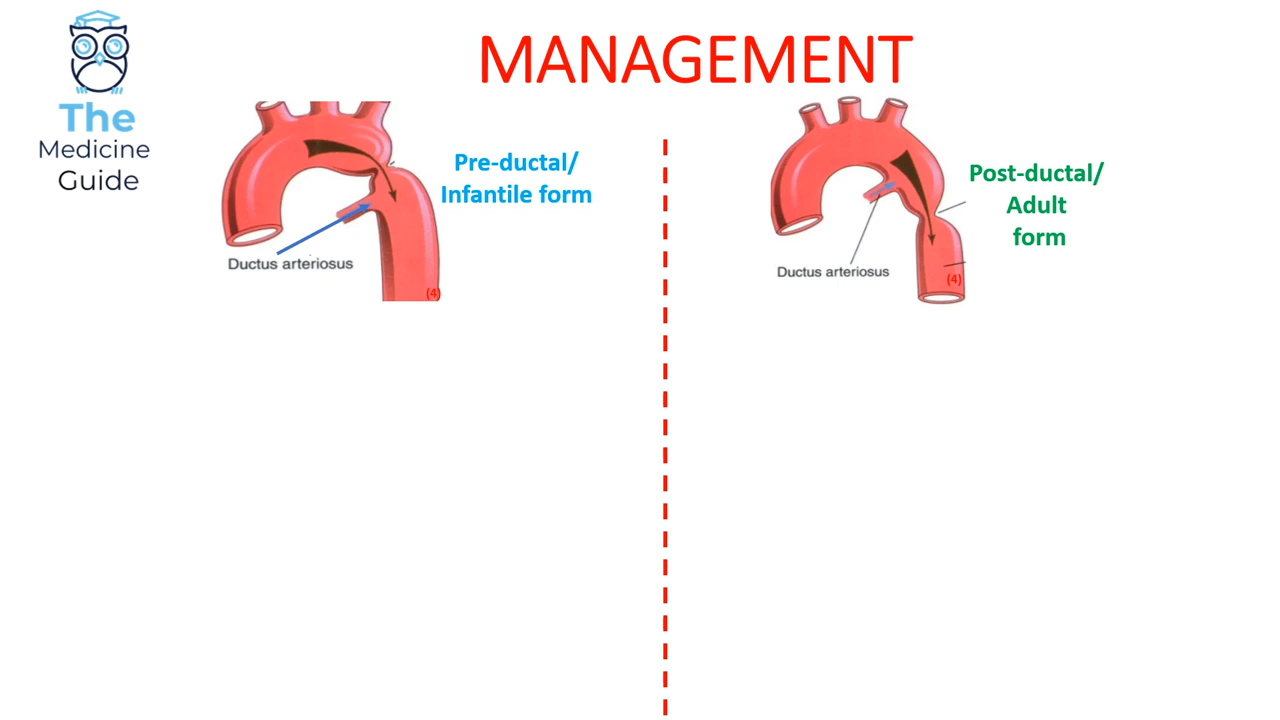 The
Medicine
Guide
MANAGEMENT
Pre-ductal/
Infantile form
Ductus arteriosus
(4)
Post-ductal/
Adult
form
Ductus arteriosus
(4)